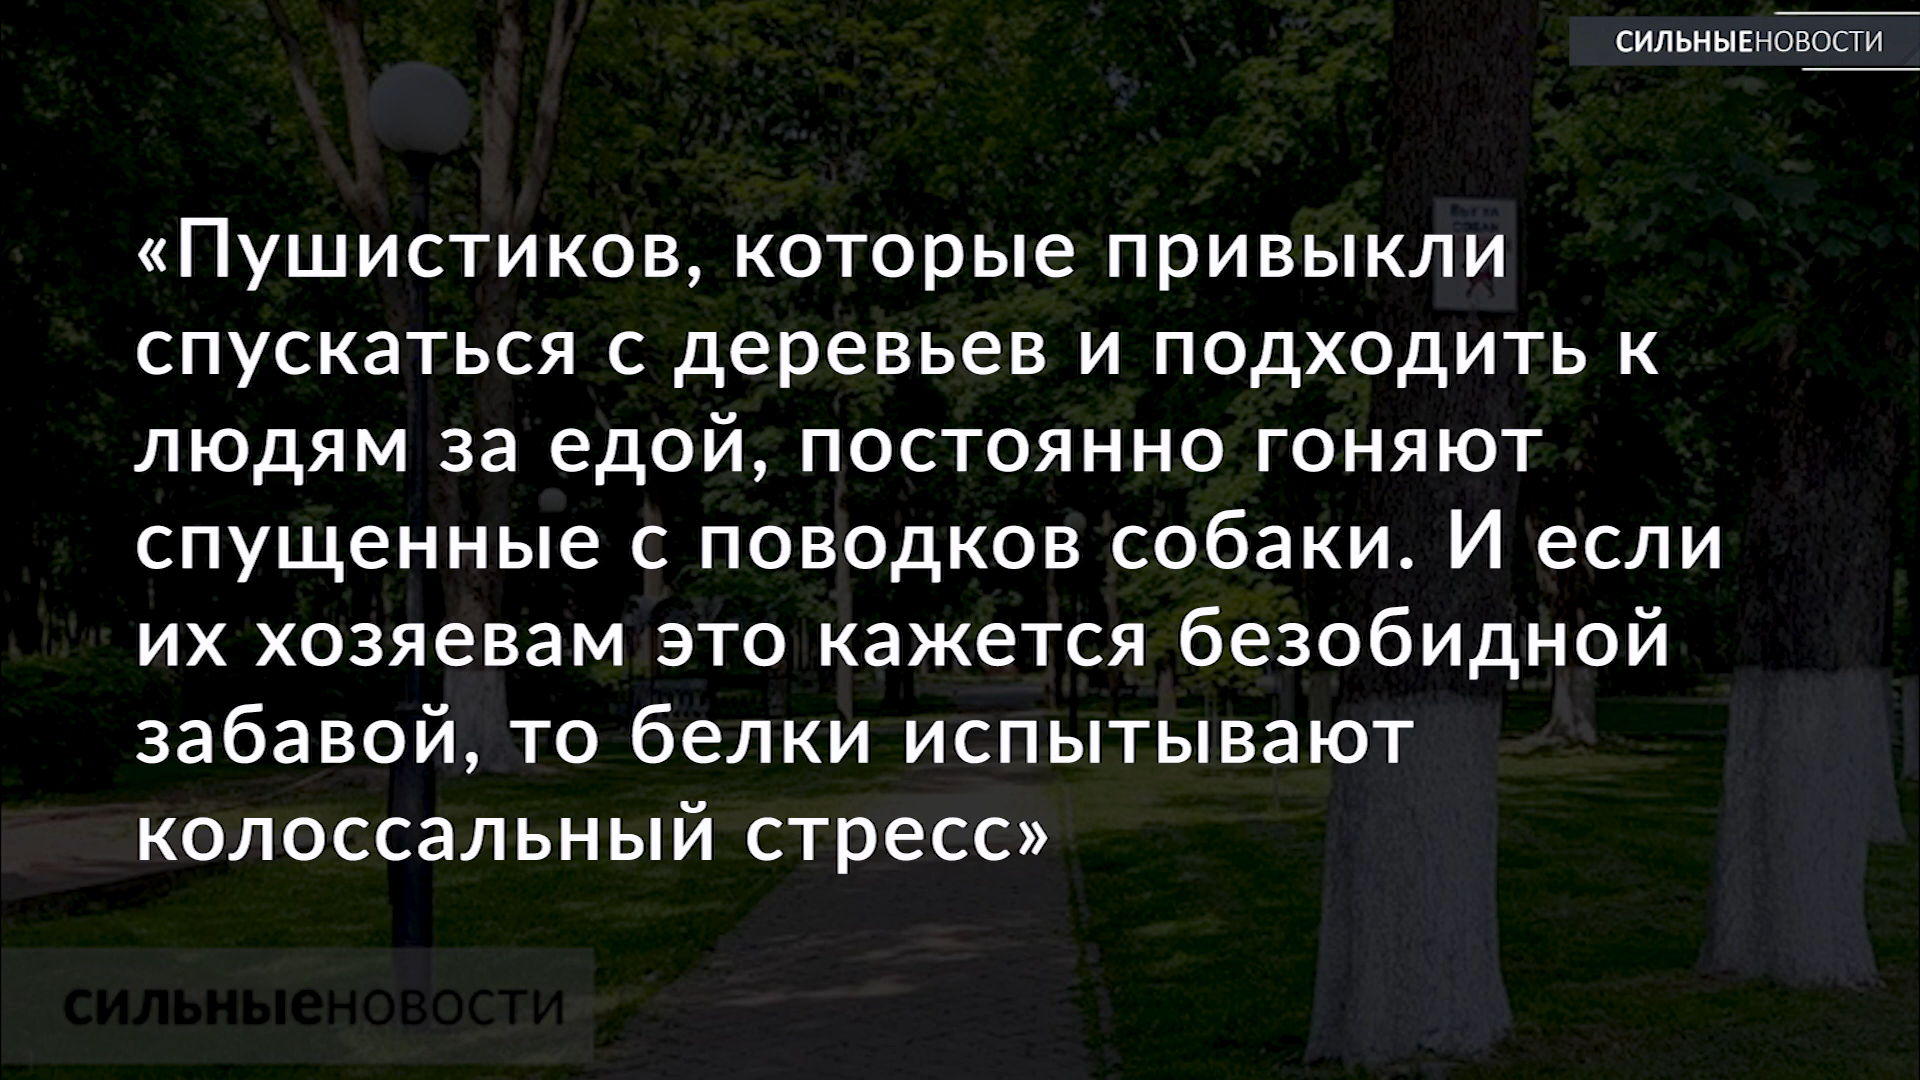 СИЛЬНЫЕНОВОСТИ
«Пушистиков, которые привыкли
спускаться с деревьев и подходить к
людям за едой, постоянно гоняют
спущенные с поводков собаки. И если
их хозяевам это кажется безобидной
забавой, то белки испытывают
колоссальный стресс»
СИЛЬНЫЕНОВОСТИ